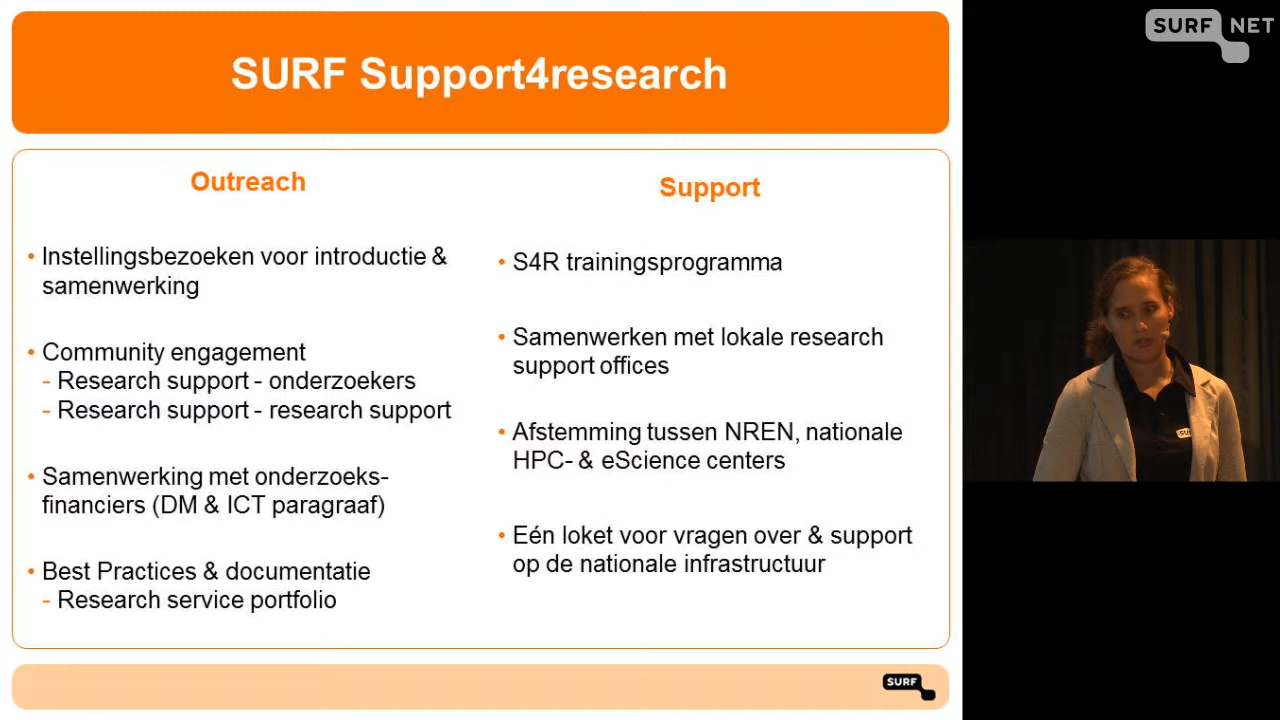 SURF Support4research
Outreach
• Instellingsbezoeken voor introductie &
samenwerking
• Community engagement
- Research support - onderzoekers
- Research support - research support
• Samenwerking met onderzoeks-
financiers (DM & ICT paragraaf)
• Best Practices & documentatie
- Research service portfolio
Support
• S4R trainingsprogramma
• Samenwerken met lokale research
support offices
• Afstemming tussen NREN, nationale
HPC- & eScience centers
• Eén loket voor vragen over & support
op de nationale infrastructuur
SURF
SURF NET
SURF